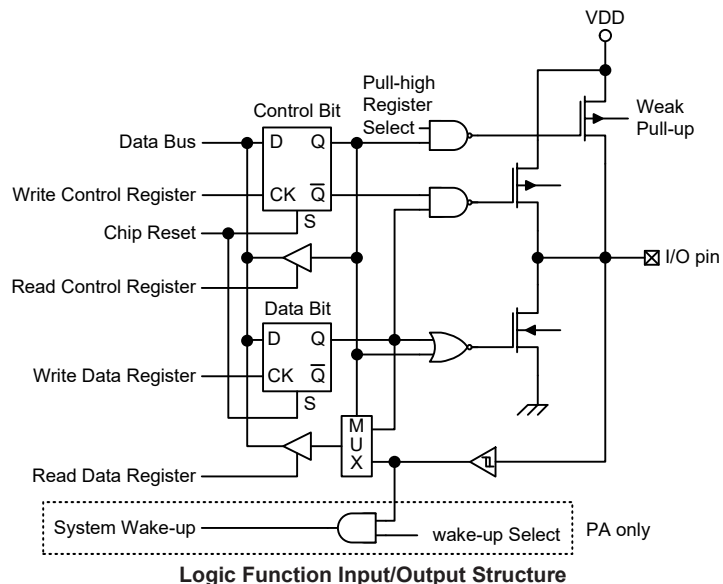 VDD
Pull-high
Register
Select
Weak
Pull-up
Control Bit
Data Bus
D
Q
Write Control Register
CK
Q
S
Chip Reset
I/O pin
Read Control Register
Data Bit
D
Q
Write Data Register
CK
Q
S
M
U
X
Read Data Register
System Wake-up
wake-up Select
PA only
Logic Function Input/Output Structure